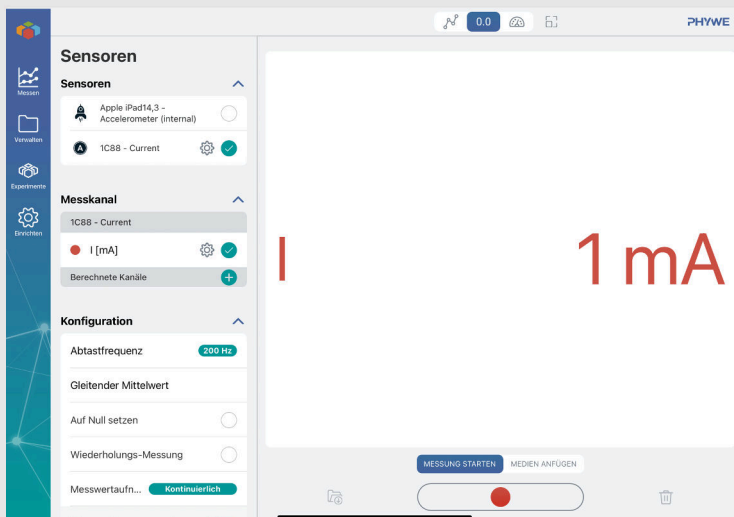 0.0
PHYWE
Messen
Verwalten
Experimente
Einrichten
Sensoren
Sensoren
Apple iPad14,3 -
Accelerometer (internal)
A
1C88 - Current
Messkanal
1C88 - Current
I [mA]
Berechnete Kanäle
Konfiguration
Abtastfrequenz 200 Hz
Gleitender Mittelwert
Auf Null setzen
Wiederholungs-Messung
Messwertaufn... Kontinuierlich
I 1 mA
MESSUNG STARTEN MEDIEN ANFÜGEN